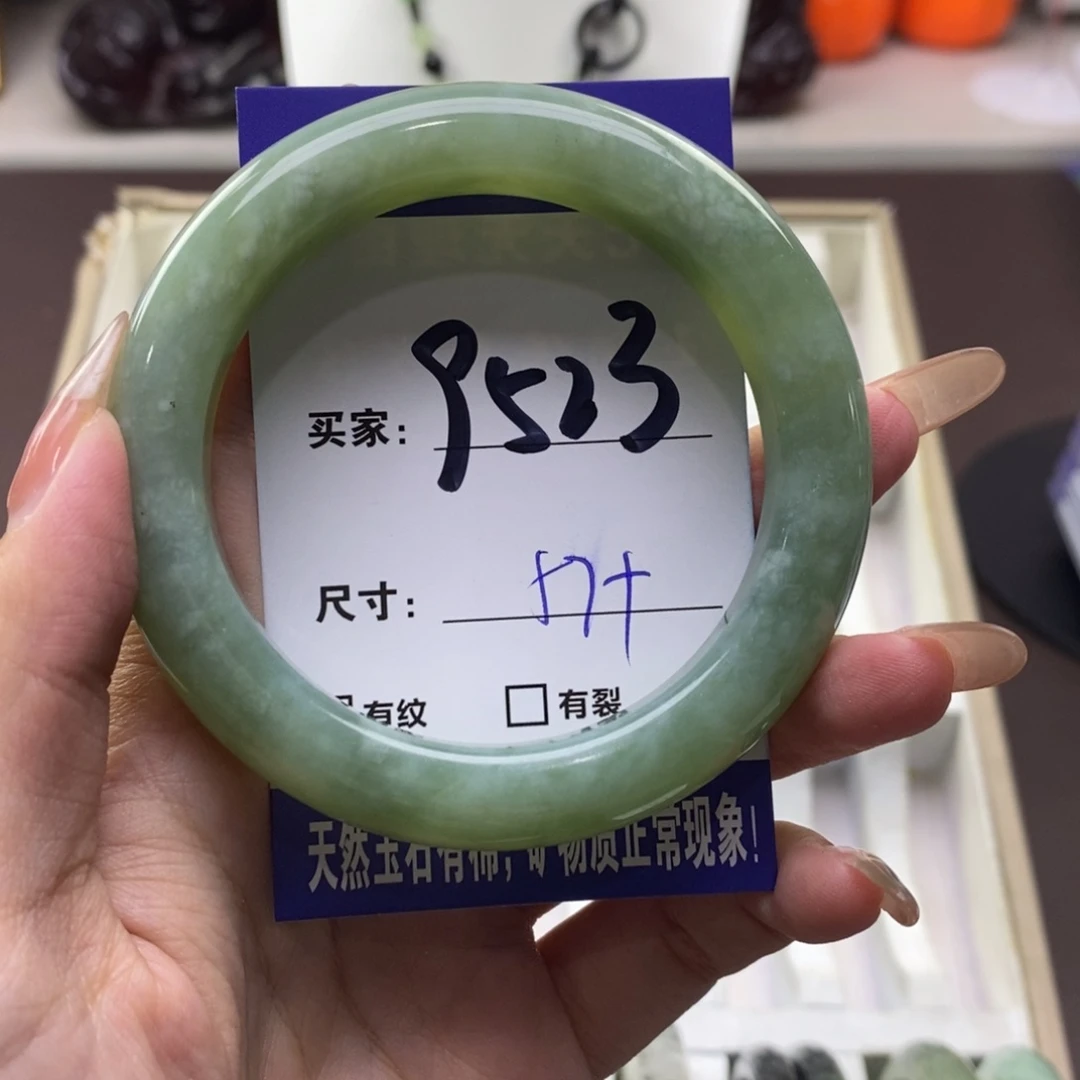 买家: 9523
尺寸: 57+
有纹 有裂
天然玉石有棉，矿物质正常现象！